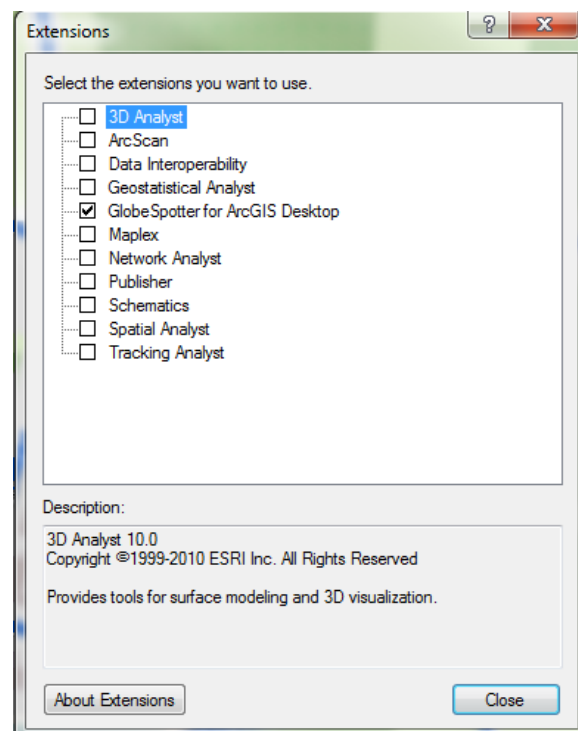 Extensions
Select the extensions you want to use.
3D Analyst
ArcScan
Data Interoperability
Geostatistical Analyst
GlobeSpotter for ArcGIS Desktop
Maplex
Network Analyst
Publisher
Schematics
Spatial Analyst
Tracking Analyst
Description:
3D Analyst 10.0
Copyright ©1999-2010 ESRI Inc. All Rights Reserved
Provides tools for surface modeling and 3D visualization.
About Extensions
Close